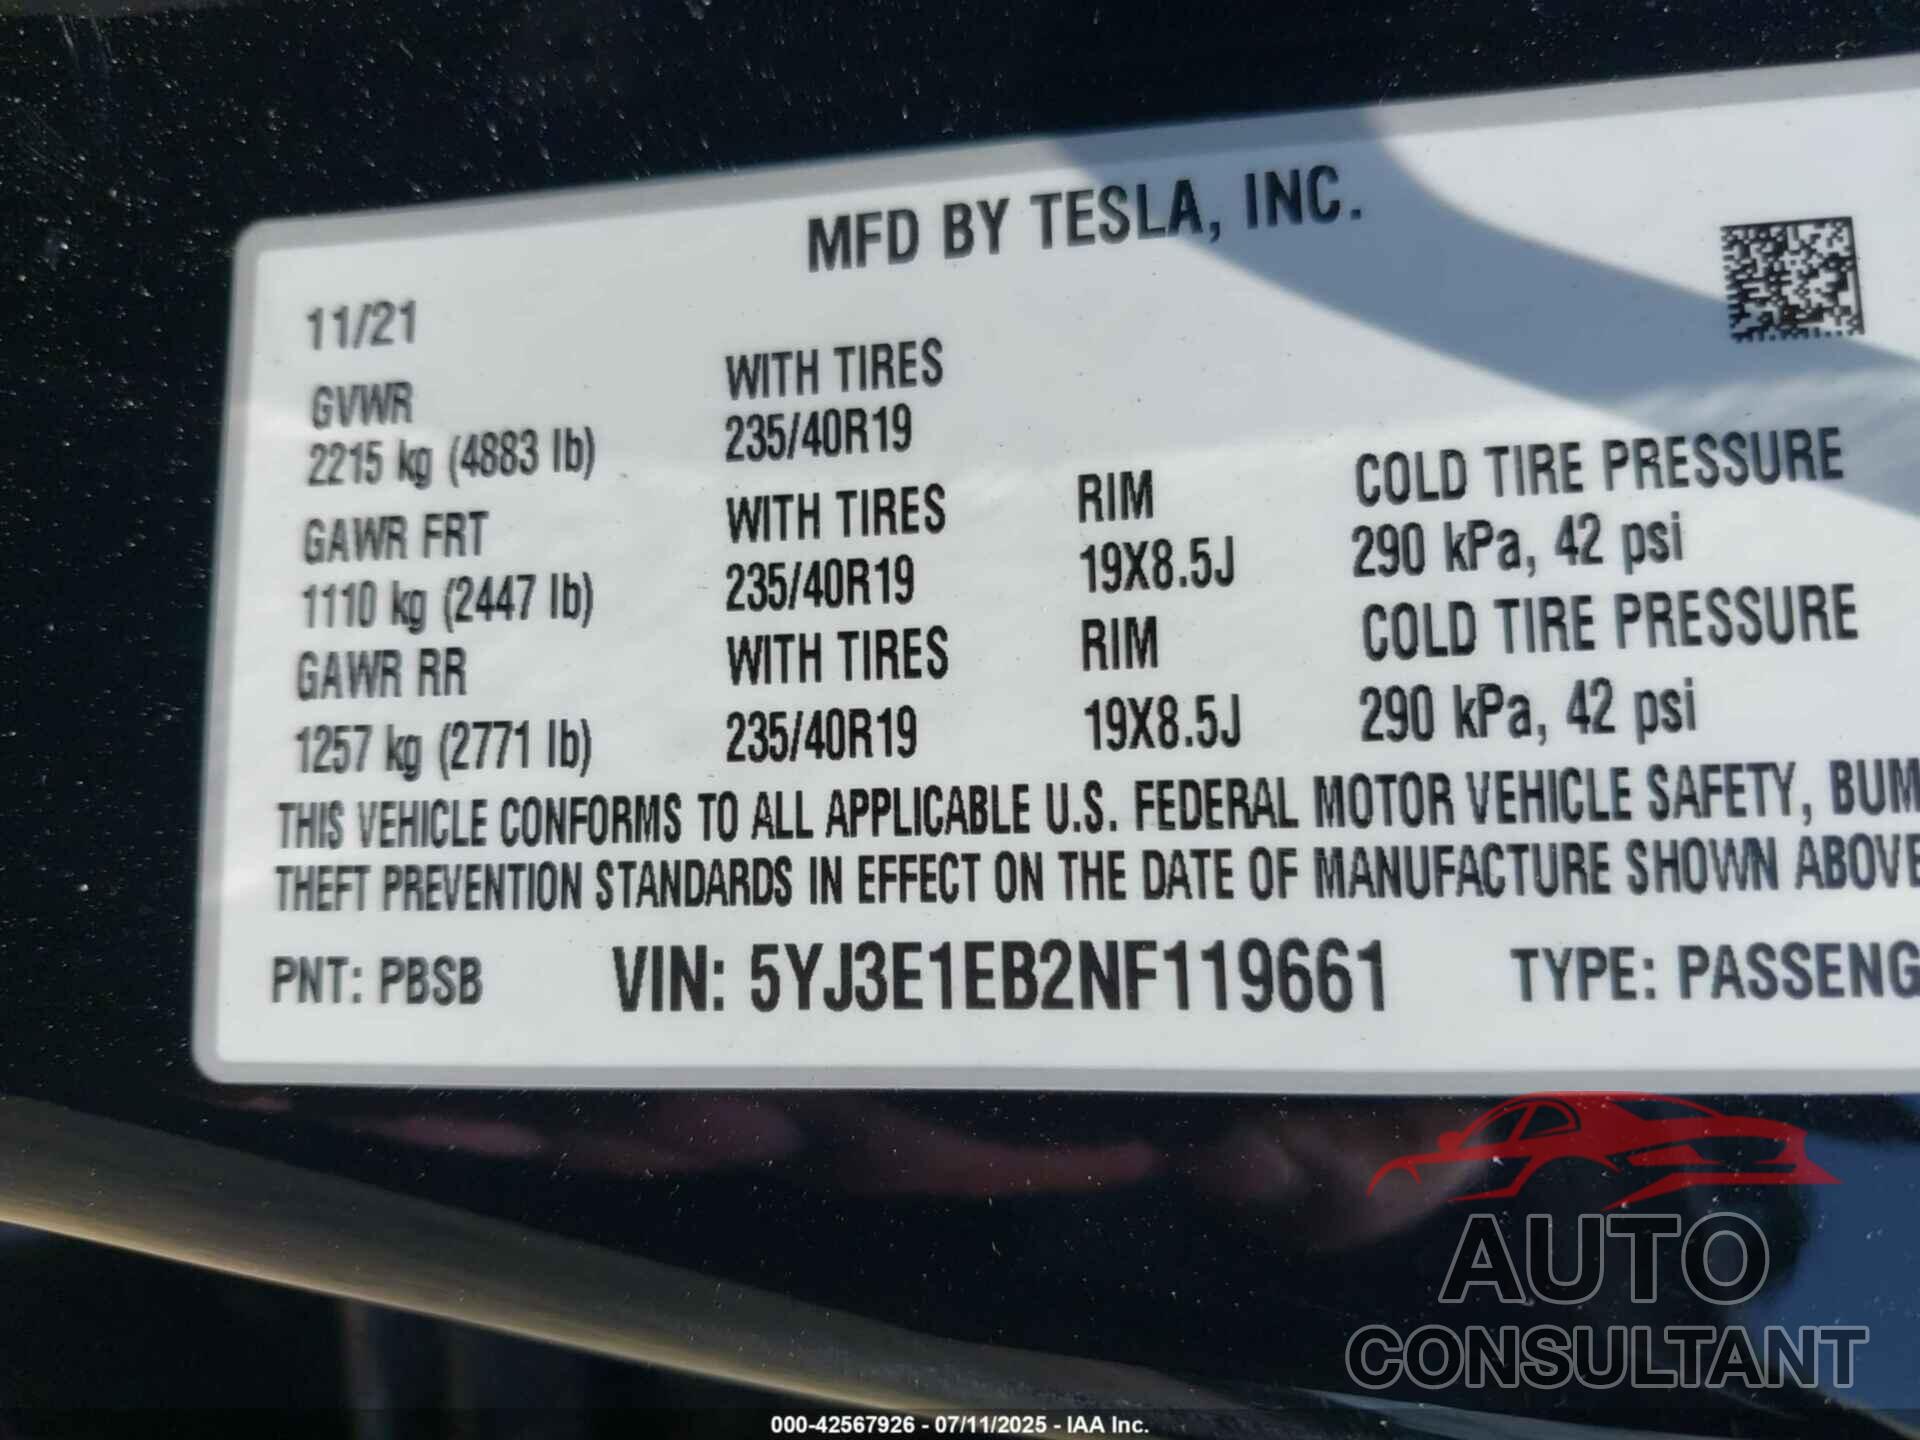 MFD BY TESLA, INC.
11/21
GVWR
2215 kg (4883 lb)
WITH TIRES
235/40R19
GAWR FRT
1110 kg (2447 lb)
WITH TIRES
235/40R19
RIM
19X8.5J
COLD TIRE PRESSURE
290 kPa, 42 psi
GAWR RR
1257 kg (2771 lb)
WITH TIRES
235/40R19
RIM
19X8.5J
COLD TIRE PRESSURE
290 kPa, 42 psi
THIS VEHICLE CONFORMS TO ALL APPLICABLE U.S. FEDERAL MOTOR VEHICLE SAFETY, BUM
THEFT PREVENTION STANDARDS IN EFFECT ON THE DATE OF MANUFACTURE SHOWN ABOVE
PNT: PBSB VIN: 5YJ3E1EB2NF119661 TYPE: PASSENG
AUTO
CONSULTANT
000-42567926 - 07/11/2025 - IAA Inc.